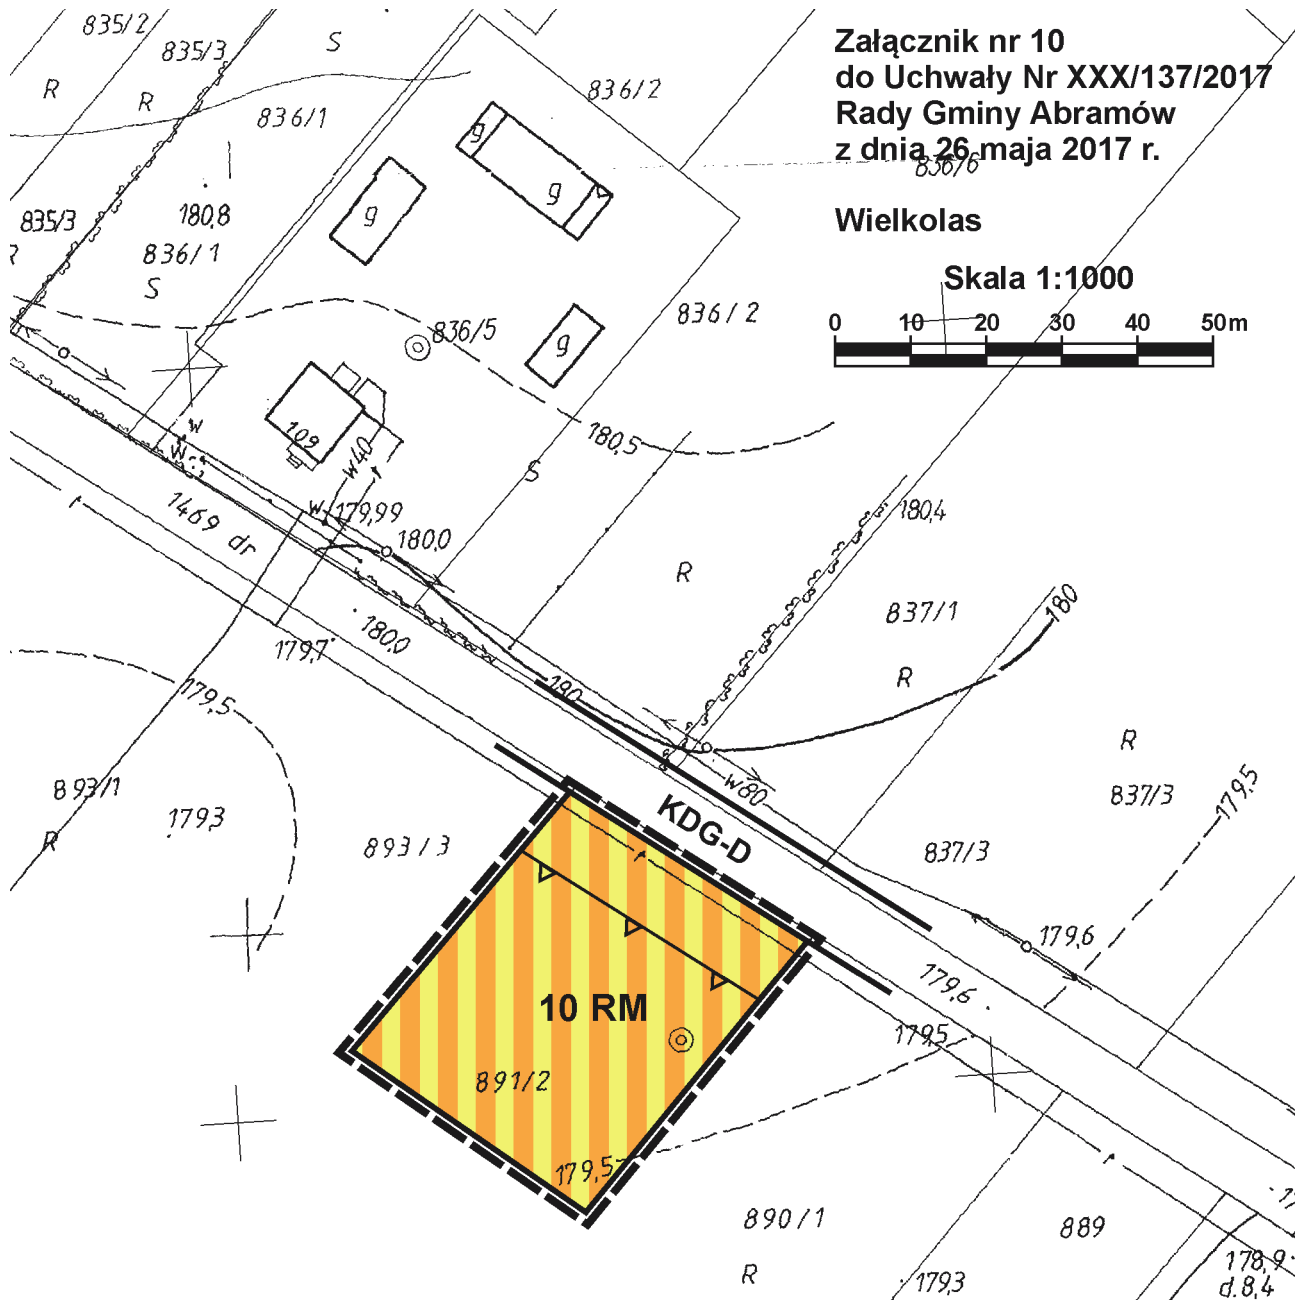 Załącznik nr 10
do Uchwały Nr XXX/137/2017
Rady Gminy Abramów
z dnia 26 maja 2017 r.
Wielkolas
Skala 1:1000
0 10 20 30 40 50m
835/2
835/3
S
R
R
836/1
836/2
836/6
g
g
g
835/3
180,8
836/1
R
S
836/5
836/2
g
109
W
W
W40
180,5
S
W
179,99
180,0
1469 dr
180,4
R
837/1
180
180,0
179,7
R
180
179,5
R
893/1
179,3
W80
837/3
179,5
R
893/3
KDG-D
837/3
179,6
179,6
10 RM
179,5
891/2
179,5
890/1
889
R
179,3
178,9
d.8,4